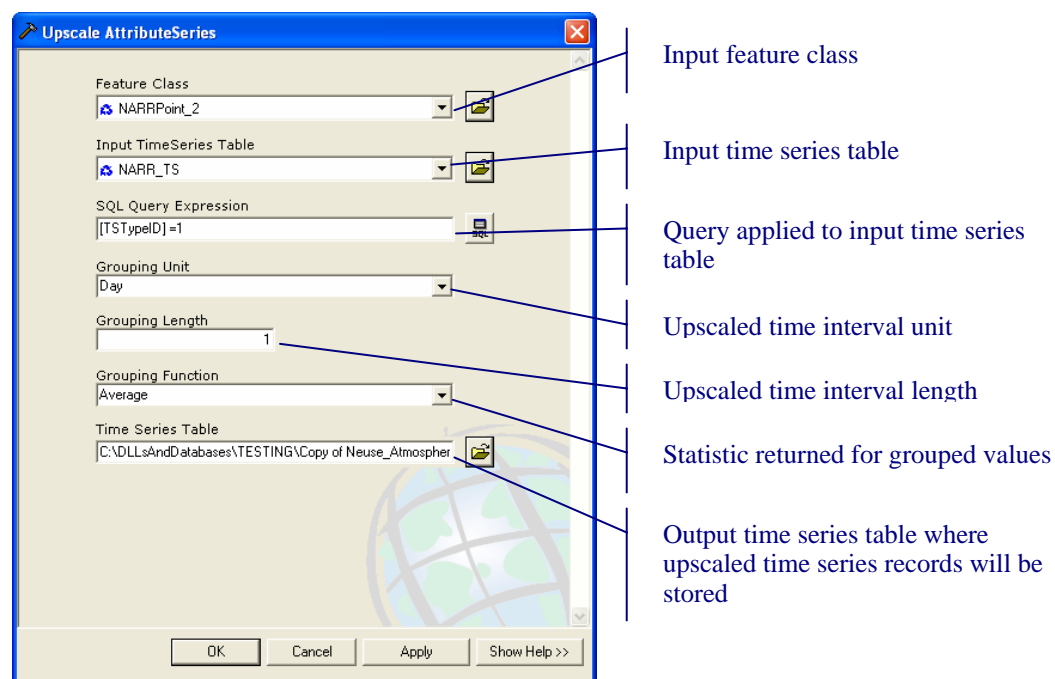 Upscale AttributeSeries
Feature Class
NARRPoint_2
Input feature class
Input TimeSeries Table
NARR_TS
Input time series table
SQL Query Expression
[TSTypeID] =1
SQL
Query applied to input time series
table
Grouping Unit
Day
Upscaled time interval unit
Grouping Length
1
Upscaled time interval length
Grouping Function
Average
Statistic returned for grouped values
Time Series Table
C:\DLLsAndDatabases\TESTING\Copy of Neuse_Atmospher
Output time series table where
upscaled time series records will be
stored
OK
Cancel
Apply
Show Help >>